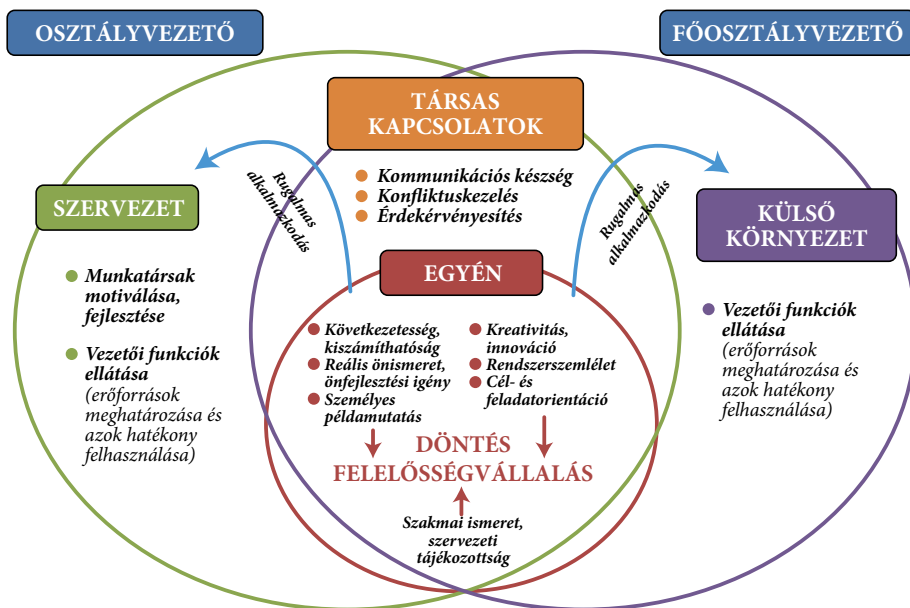 OSZTÁLYVEZETŐ
FŐOSZTÁLYVEZETŐ
TÁRSAS
KAPCSOLATOK
Kommunikációs készség
Konfliktuskezelés
Érdekérvényesítés
Rugalmas
alkalmazkodás
Rugalmas
alkalmazkodás
SZERVEZET
Munkatársak
motiválása,
fejlesztése
Vezetői funkciók
ellátása
(erőforrások
meghatározása és
azok hatékony
felhasználása)
KÜLSŐ
KÖRNYEZET
Vezetői funkciók
ellátása
(erőforrások
meghatározása és
azok hatékony
felhasználása)
EGYÉN
Következetesség,
kiszámíthatóság
Reális önismeret,
önfejlesztési igény
Személyes
példamutatás
Kreativitás,
innováció
Rendszerszemlélet
Cél- és
feladatorientáció
DÖNTÉS
FELELŐSSÉGVÁLLALÁS
Szakmai ismeret,
szervezeti
tájékozottság